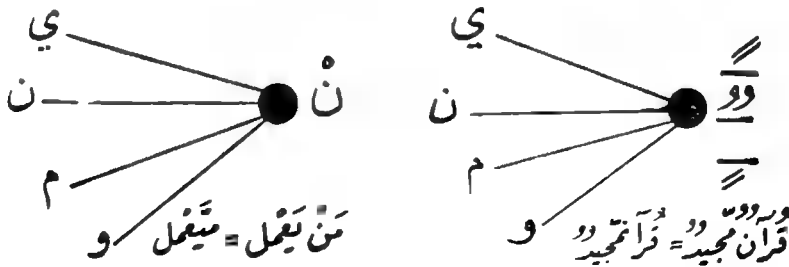 ي
ن
م
و
نْ
مَنْ يَعْمَل = مَيَّعْمَل
ي
ن
م
و
ـًـ
ـٌـ
ـٍـ
قُرْآنٌ مَّجِيدٌ = قُرْآنُمَّجِيدٌ